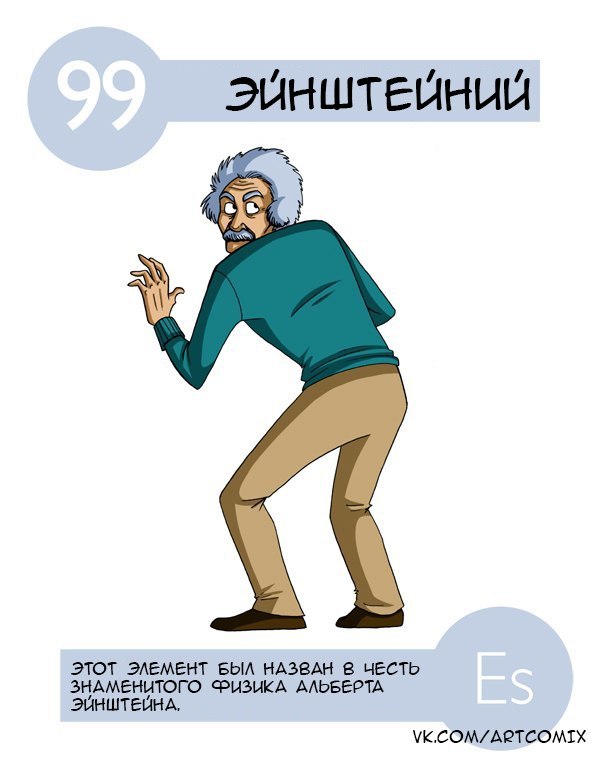 99
ЭЙНШТЕЙНИЙ
ЭТОТ ЭЛЕМЕНТ БЫЛ НАЗВАН В ЧЕСТЬ
ЗНАМЕНИТОГО ФИЗИКА АЛЬБЕРТА
ЭЙНШТЕЙНА.
Es
VK.COM/ARTCOMIX